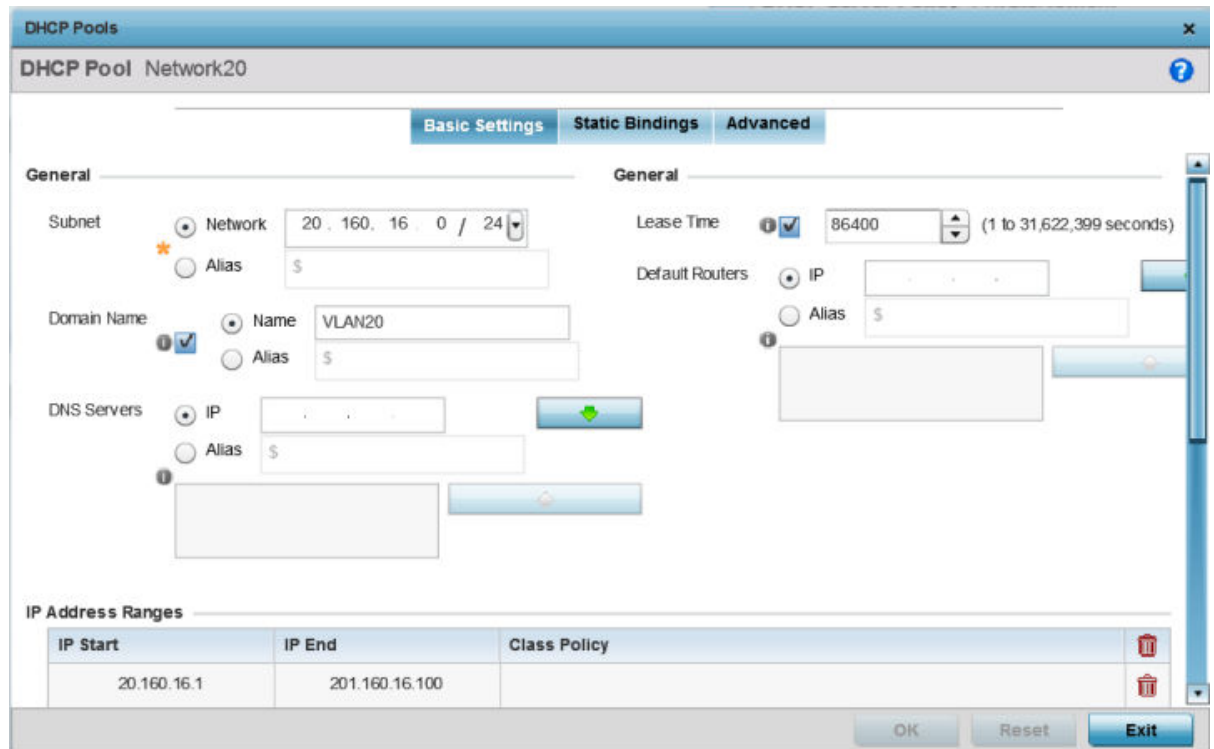 DHCP Pools
DHCP Pool Network20
Basic Settings Static Bindings Advanced
General
Subnet
Network 20 . 160. 16 . 0 / 24
Alias $
Domain Name
Name VLAN20
Alias $
DNS Servers
IP . . .
Alias $
General
Lease Time 86400 (1 to 31,622,399 seconds)
Default Routers
IP . . .
Alias $
IP Address Ranges
IP Start IP End Class Policy
20.160.16.1 201.160.16.100
OK Reset Exit